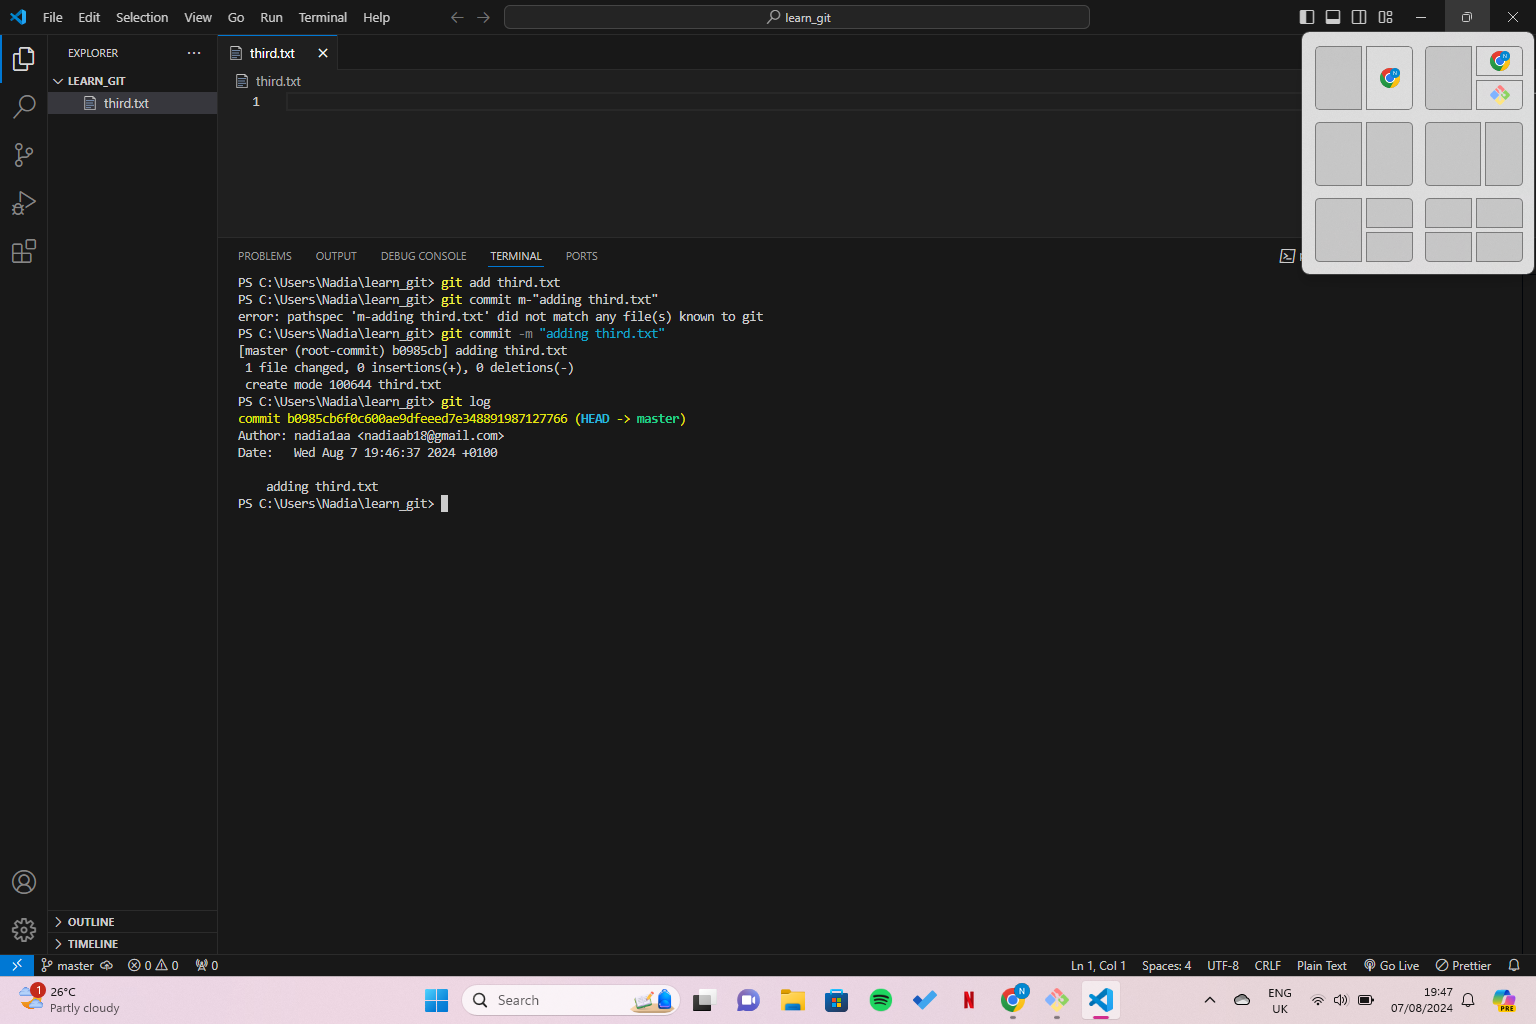 File Edit Selection View Go Run Terminal Help
learn_git
EXPLORER
third.txt
LEARN_GIT
third.txt
third.txt
1
PROBLEMS OUTPUT DEBUG CONSOLE TERMINAL PORTS
PS C:\Users\Nadia\learn_git> git add third.txt
PS C:\Users\Nadia\learn_git> git commit m-"adding third.txt"
error: pathspec 'm-adding third.txt' did not match any file(s) known to git
PS C:\Users\Nadia\learn_git> git commit -m "adding third.txt"
[master (root-commit) b0985cb] adding third.txt
 1 file changed, 0 insertions(+), 0 deletions(-)
 create mode 100644 third.txt
PS C:\Users\Nadia\learn_git> git log
commit b0985cb6f0c600ae9dfeeed7e348891987127766 (HEAD -> master)
Author: nadia1aa <nadiaab18@gmail.com>
Date:   Wed Aug 7 19:46:37 2024 +0100
    adding third.txt
PS C:\Users\Nadia\learn_git>
OUTLINE
TIMELINE
master 0 0 0
Ln 1, Col 1 Spaces: 4 UTF-8 CRLF Plain Text Go Live Prettier
1
26°C
Partly cloudy
Search
N
N
ENG
UK
19:47
07/08/2024
PRE